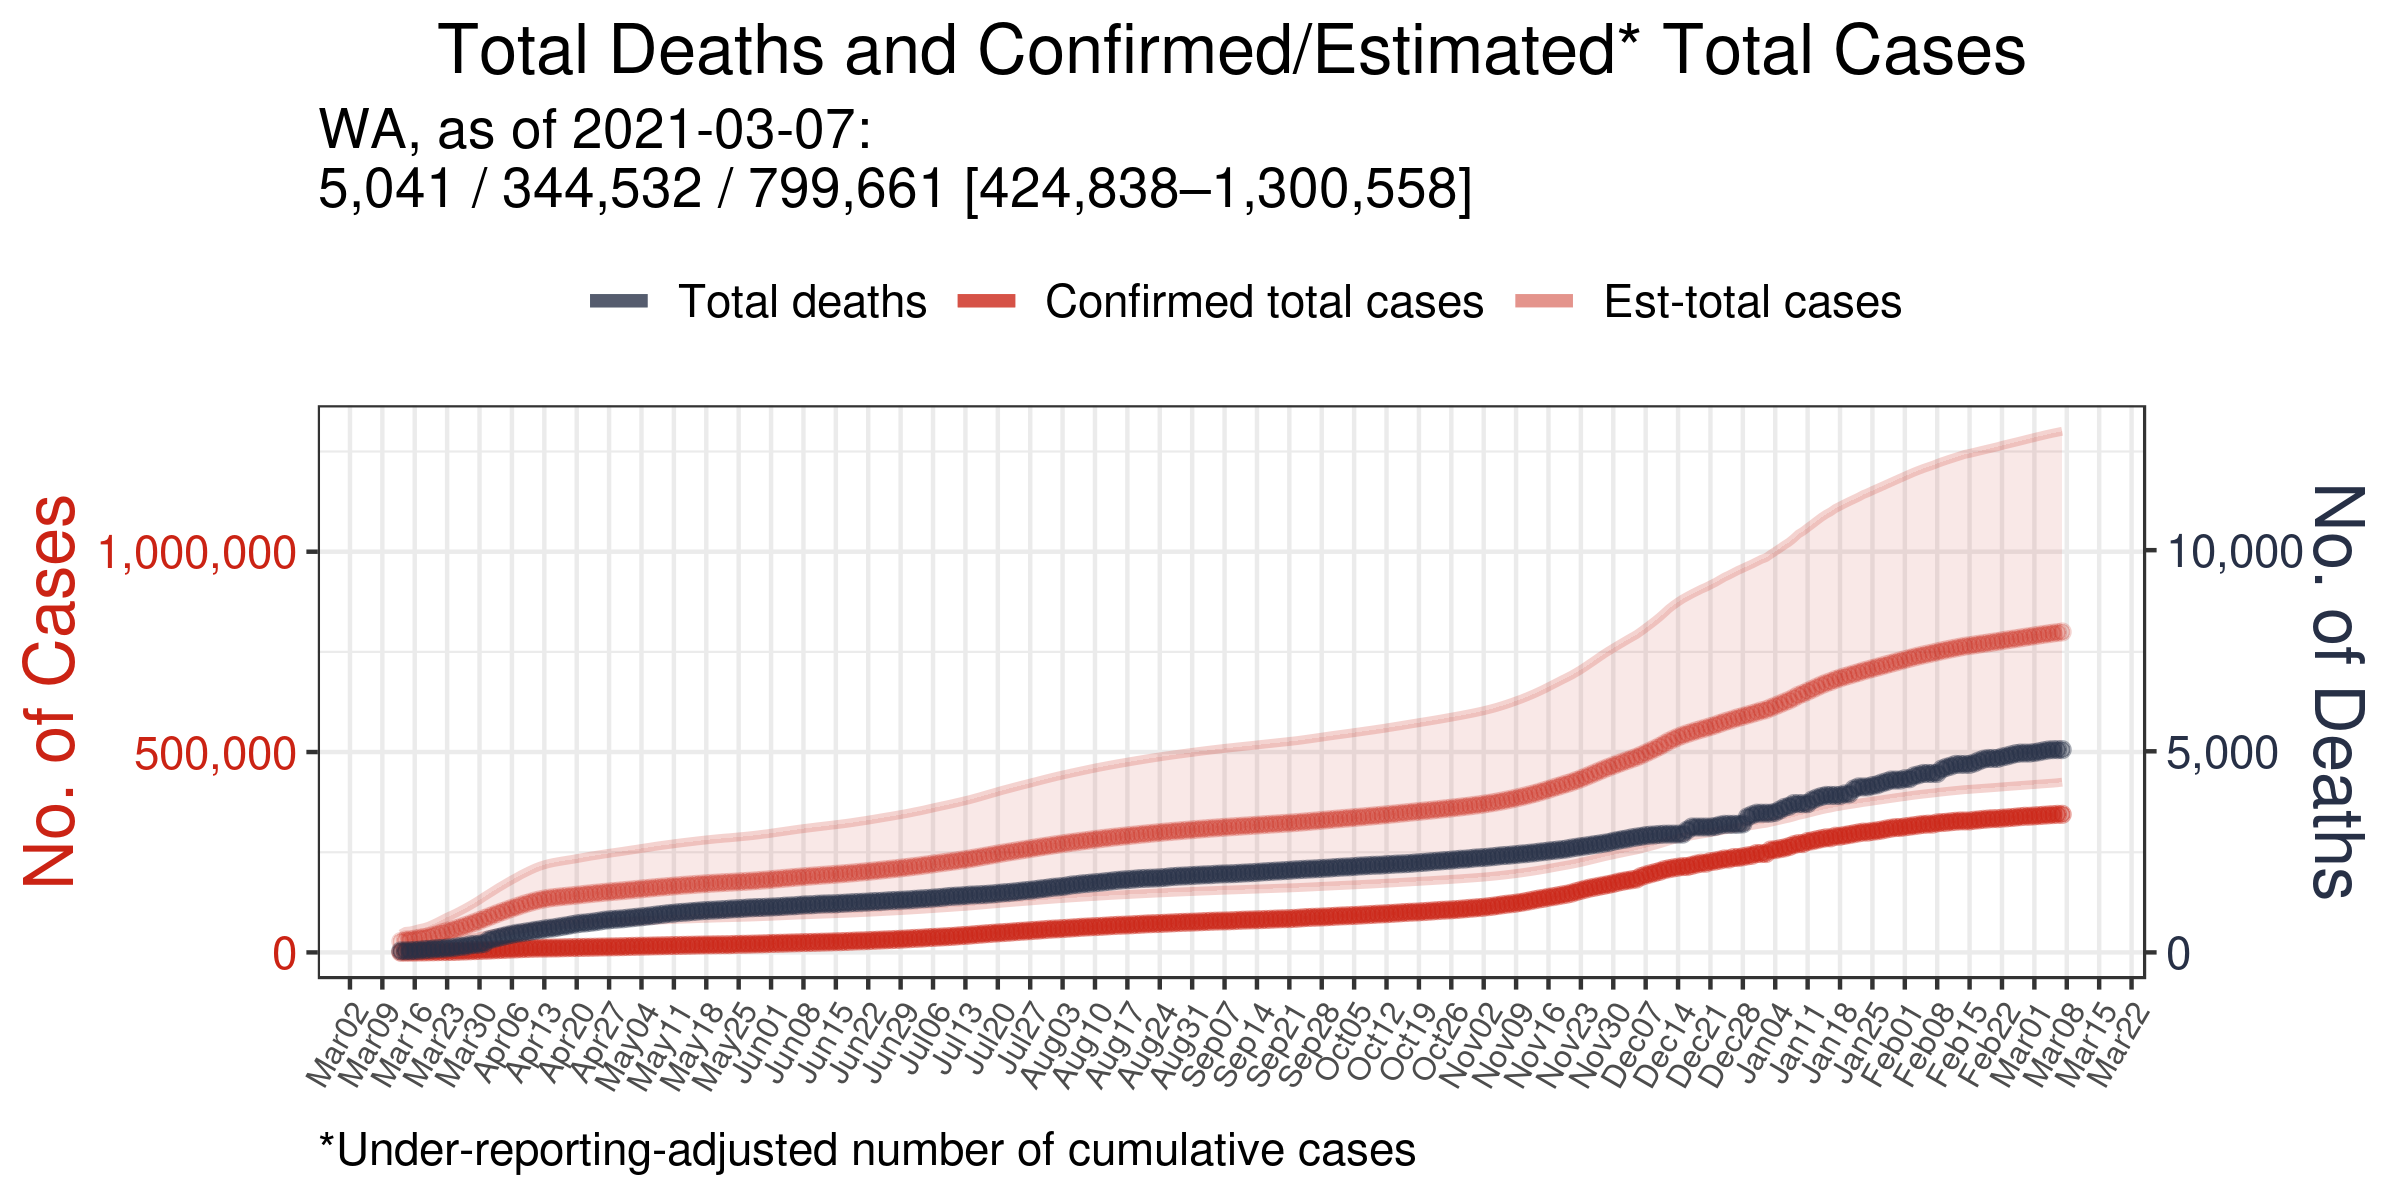 Total Deaths and Confirmed/Estimated* Total Cases
WA, as of 2021-03-07:
5,041 / 344,532 / 799,661 [424,838–1,300,558]
Total deaths
Confirmed total cases
Est-total cases
No. of Cases
1,000,000
500,000
0
10,000
5,000
0
No. of Deaths
Mar02
Mar09
Mar16
Mar23
Mar30
Apr06
Apr13
Apr20
Apr27
May04
May11
May18
May25
Jun01
Jun08
Jun15
Jun22
Jun29
Jul06
Jul13
Jul20
Jul27
Aug03
Aug10
Aug17
Aug24
Aug31
Sep07
Sep14
Sep21
Sep28
Oct05
Oct12
Oct19
Oct26
Nov02
Nov09
Nov16
Nov23
Nov30
Dec07
Dec14
Dec21
Dec28
Jan04
Jan11
Jan18
Jan25
Feb01
Feb08
Feb15
Feb22
Mar01
Mar08
Mar15
Mar22
*Under-reporting-adjusted number of cumulative cases